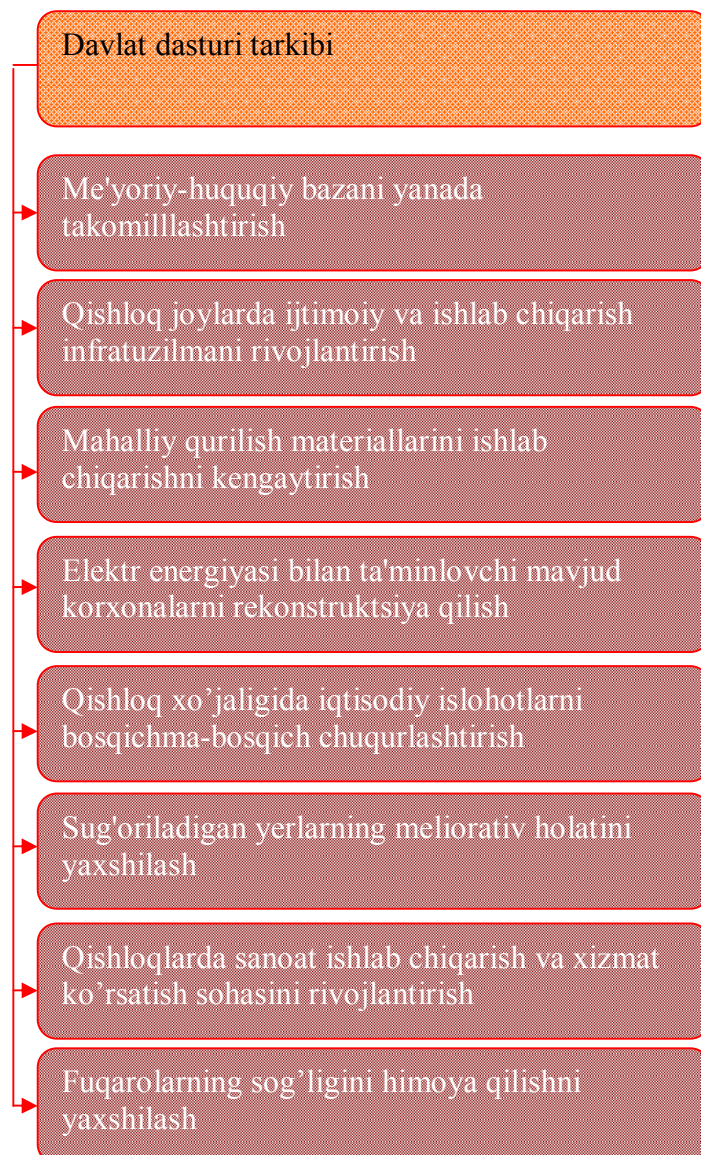 Davlat dasturi tarkibi
Me'yoriy-huquqiy bazani yanada
takomilllashtirish
Qishloq joylarda ijtimoiy va ishlab chiqarish
infratuzilmani rivojlantirish
Mahalliy qurilish materiallarini ishlab
chiqarishni kengaytirish
Elektr energiyasi bilan ta'minlovchi mavjud
korxonalarni rekonstruktsiya qilish
Qishloq xo’jaligida iqtisodiy islohotlarni
bosqichma-bosqich chuqurlashtirish
Sug'oriladigan yerlarning meliorativ holatini
yaxshilash
Qishloqlarda sanoat ishlab chiqarish va xizmat
ko’rsatish sohasini rivojlantirish
Fuqarolarning sog’ligini himoya qilishni
yaxshilash